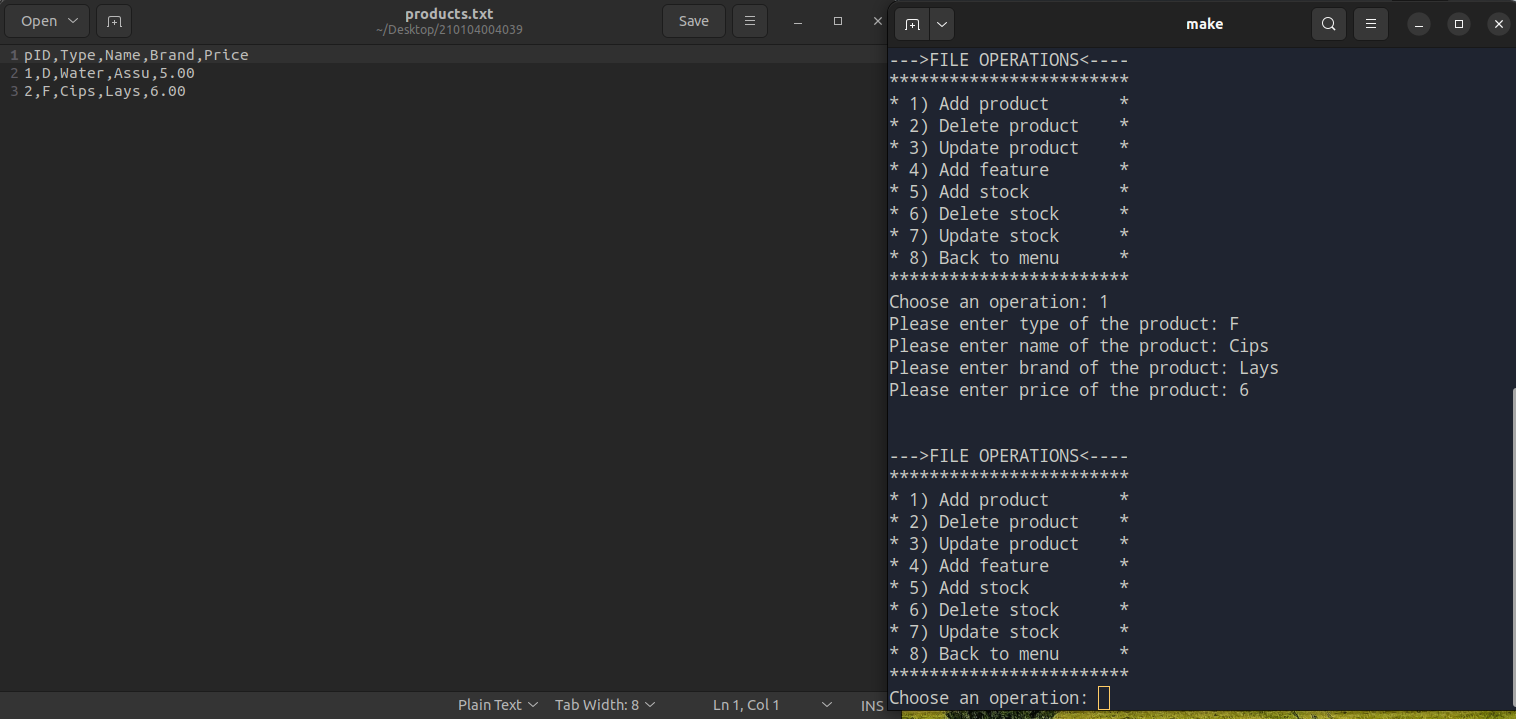 Open
products.txt
~/Desktop/210104004039
Save
1 pID,Type,Name,Brand,Price
2 1,D,Water,Assu,5.00
3 2,F,Cips,Lays,6.00
Plain Text
Tab Width: 8
Ln 1, Col 1
INS
make
--->FILE OPERATIONS<----
************************
* 1) Add product       *
* 2) Delete product    *
* 3) Update product    *
* 4) Add feature       *
* 5) Add stock         *
* 6) Delete stock      *
* 7) Update stock      *
* 8) Back to menu      *
************************
Choose an operation: 1
Please enter type of the product: F
Please enter name of the product: Cips
Please enter brand of the product: Lays
Please enter price of the product: 6
--->FILE OPERATIONS<----
************************
* 1) Add product       *
* 2) Delete product    *
* 3) Update product    *
* 4) Add feature       *
* 5) Add stock         *
* 6) Delete stock      *
* 7) Update stock      *
* 8) Back to menu      *
************************
Choose an operation: